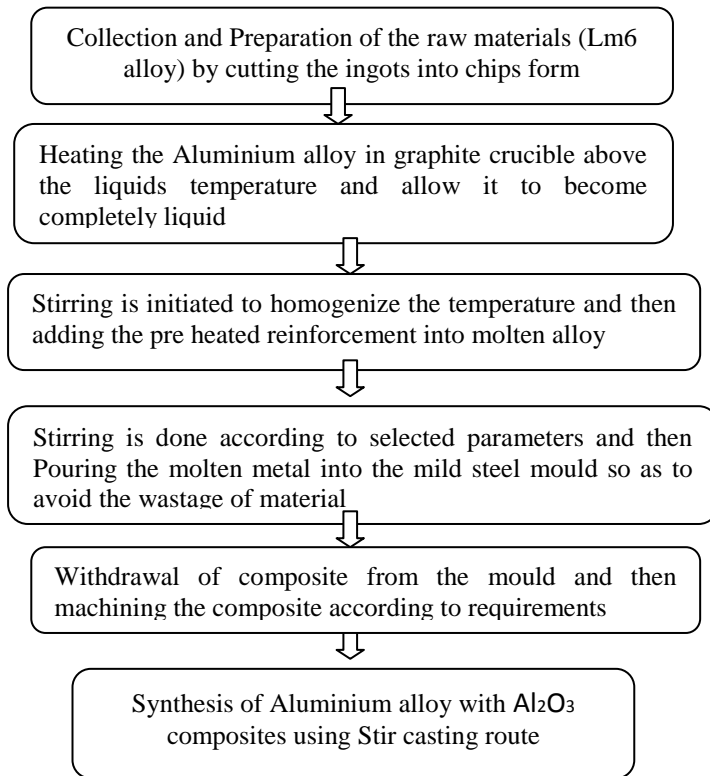 Collection and Preparation of the raw materials (Lm6
alloy) by cutting the ingots into chips form
Heating the Aluminium alloy in graphite crucible above
the liquids temperature and allow it to become
completely liquid
Stirring is initiated to homogenize the temperature and then
adding the pre heated reinforcement into molten alloy
Stirring is done according to selected parameters and then
Pouring the molten metal into the mild steel mould so as to
avoid the wastage of material
Withdrawal of composite from the mould and then
machining the composite according to requirements
Synthesis of Aluminium alloy with Al₂O₃
composites using Stir casting route